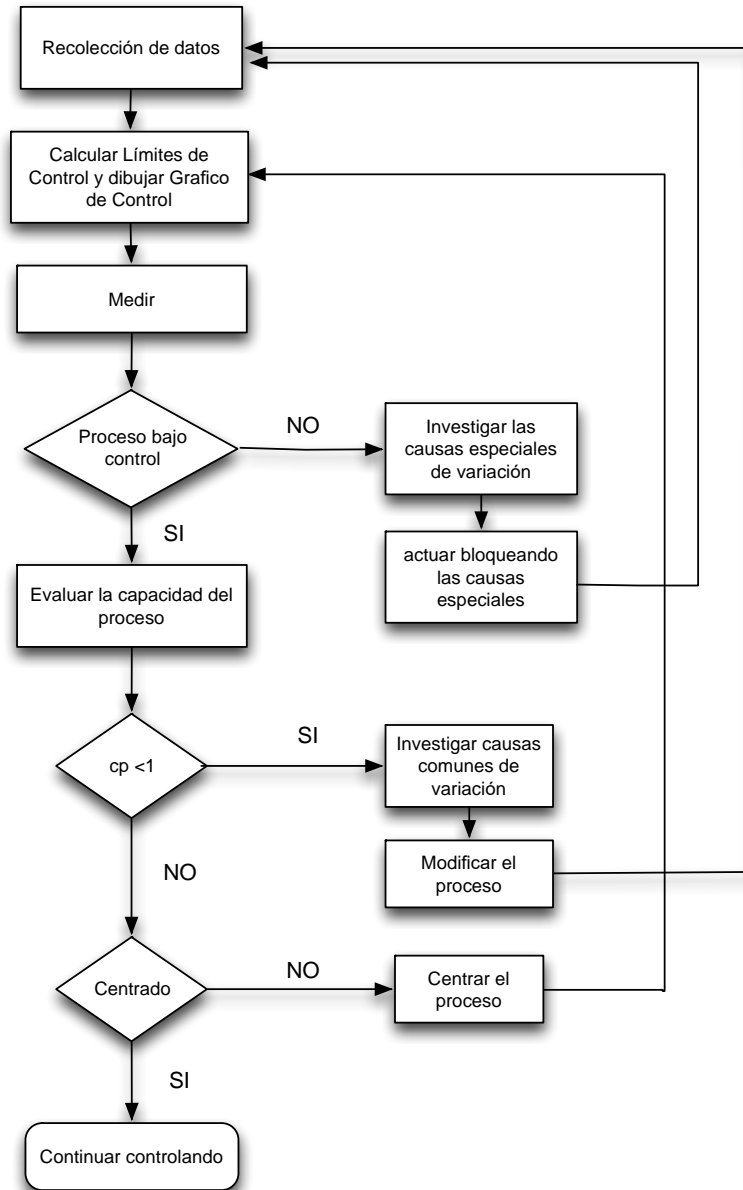 Recolección de datos
Calcular Límites de
Control y dibujar Grafico
de Control
Medir
Proceso bajo
control
NO
Investigar las
causas especiales
de variación
SI
actuar bloqueando
las causas
especiales
Evaluar la capacidad del
proceso
cp <1
SI
Investigar causas
comunes de
variación
NO
Modificar el
proceso
Centrado
NO
Centrar el
proceso
SI
Continuar controlando